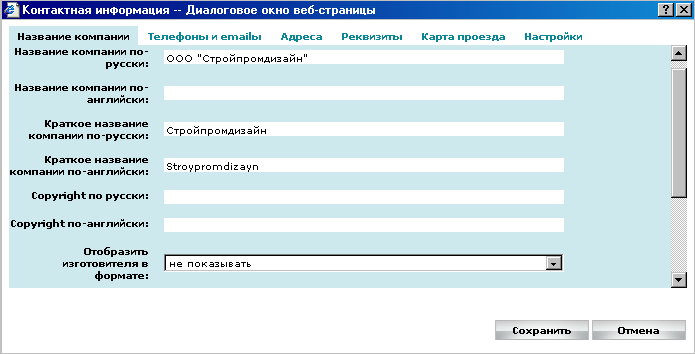 Контактная информация -- Диалоговое окно веб-страницы
Название компании Телефоны и emailы Адреса Реквизиты Карта проезда Настройки
Название компании по-
русски:
ООО "Стройпромдизайн"
Название компании по-
английски:
Краткое название
компании по-русски:
Стройпромдизайн
Краткое название
компании по-английски:
Stroypromdizayn
Copyright по русски:
Copyright по-английски:
Отобразить
изготовителя в
формате:
не показывать
Сохранить Отмена